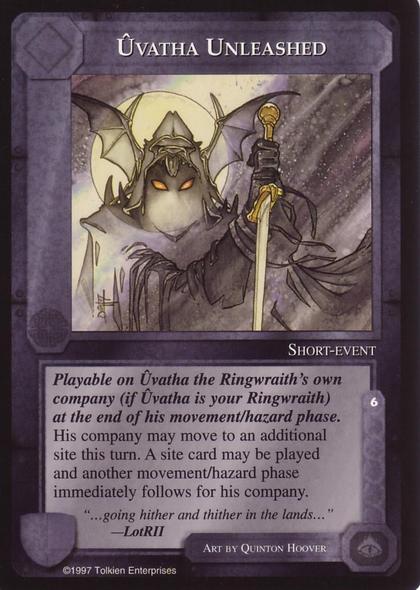 Ûvatha Unleashed
Short-event
Playable on Ûvatha the Ringwraith's own
company (if Ûvatha is your Ringwraith)
at the end of his movement/hazard phase.
His company may move to an additional
site this turn. A site card may be played
and another movement/hazard phase
immediately follows for his company.
6
"...going hither and thither in the lands..."
—LotRII
Art by Quinton Hoover
©1997 Tolkien Enterprises